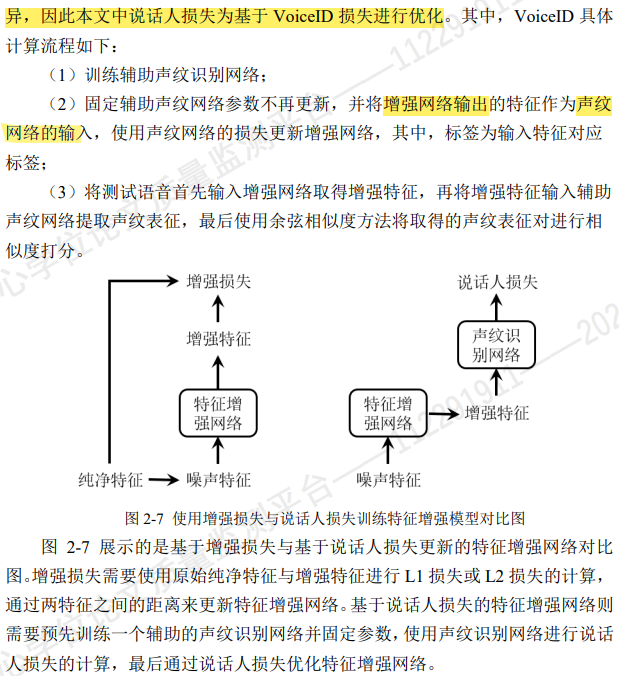 异，因此本文中说话人损失为基于 VoiceID 损失进行优化。其中，VoiceID 具体
计算流程如下：
（1）训练辅助声纹识别网络；
（2）固定辅助声纹网络参数不再更新，并将增强网络输出的特征作为声纹
网络的输入，使用声纹网络的损失更新增强网络，其中，标签为输入特征对应
标签；
（3）将测试语音首先输入增强网络取得增强特征，再将增强特征输入辅助
声纹网络提取声纹表征，最后使用余弦相似度方法将取得的声纹表征对进行相
似度打分。
增强损失
增强特征
特征增
强网络
纯净特征
噪声特征
说话人损失
声纹识
别网络
特征增
强网络
增强特征
噪声特征
图 2-7 使用增强损失与说话人损失训练特征增强模型对比图
图 2-7 展示的是基于增强损失与基于说话人损失更新的特征增强网络对比
图。增强损失需要使用原始纯净特征与增强特征进行 L1 损失或 L2 损失的计算，
通过两特征之间的距离来更新特征增强网络。基于说话人损失的特征增强网络则
需要预先训练一个辅助的声纹识别网络并固定参数，使用声纹识别网络进行说话
人损失的计算，最后通过说话人损失优化特征增强网络。
心学位论文质量监测平台——112291911——202